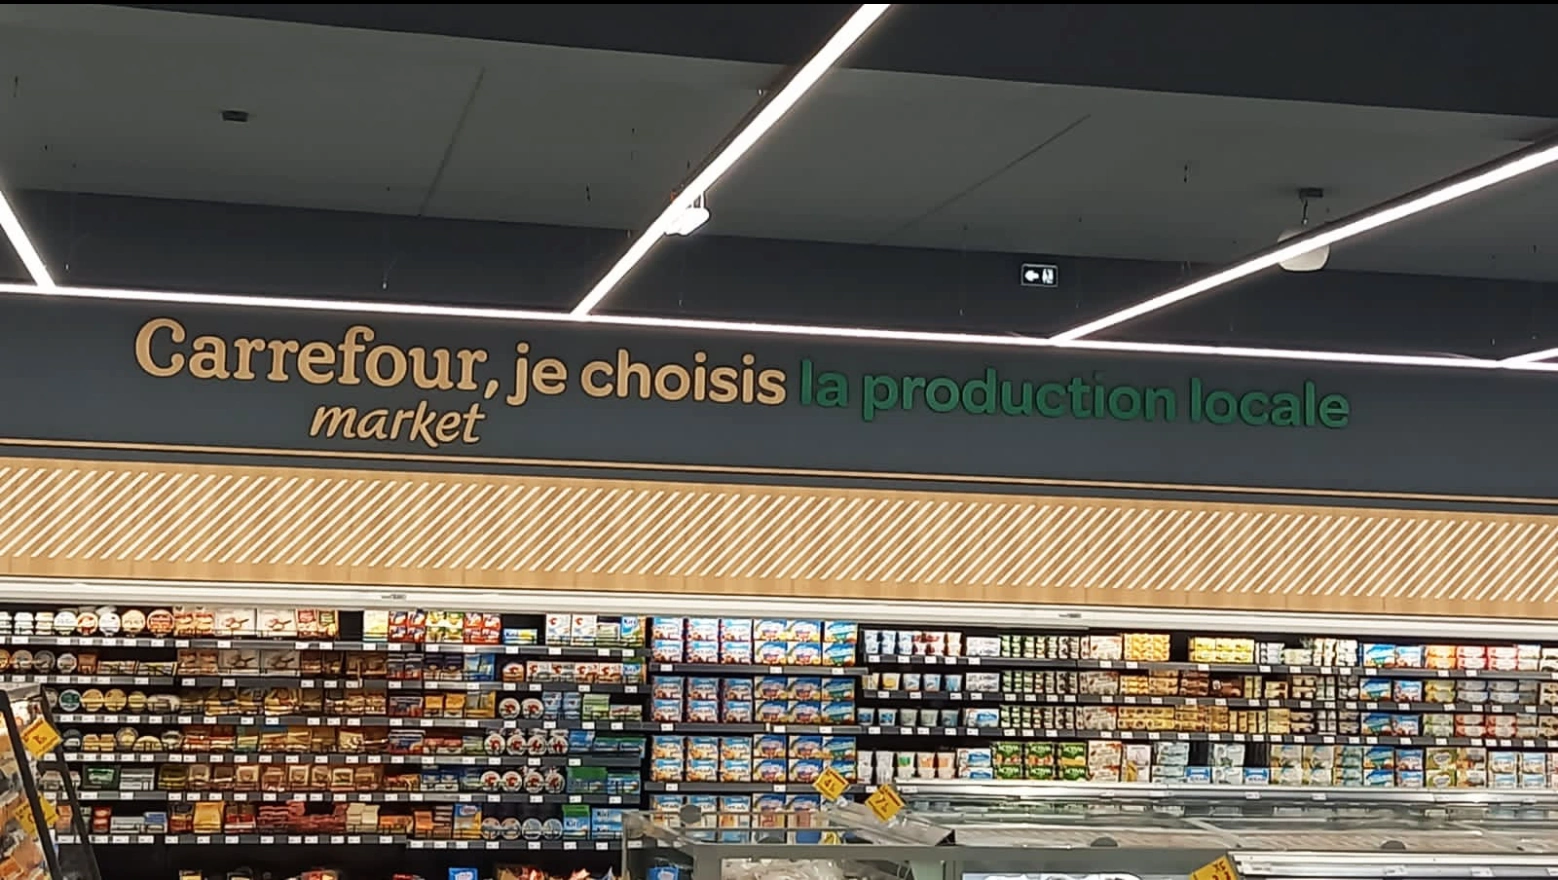 Carrefour, je choisis la production locale
market